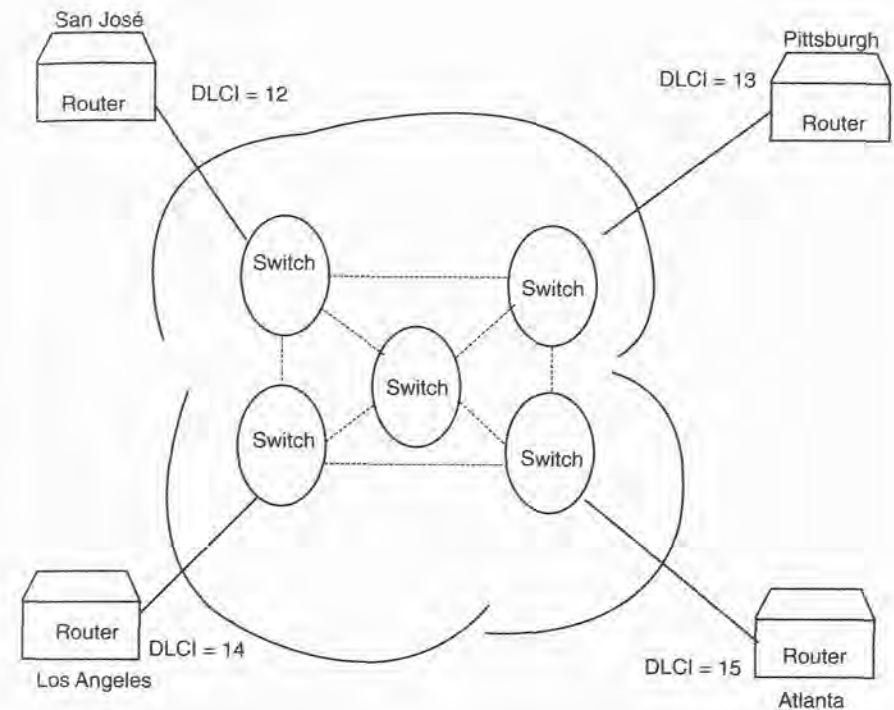 San José
Router
DLCI = 12
Pittsburgh
DLCI = 13
Router
Switch
Switch
Switch
Switch
Switch
Router
DLCI = 14
Los Angeles
DLCI = 15
Router
Atlanta